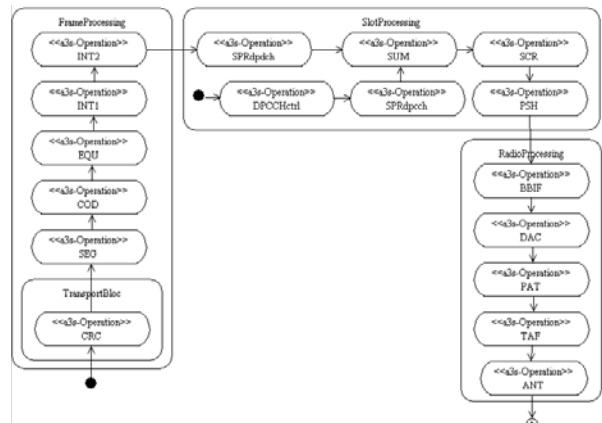 FrameProcessing
<<a3s-Operation>>
INT2
<<a3s-Operation>>
INT1
<<a3s-Operation>>
EQU
<<a3s-Operation>>
COD
<<a3s-Operation>>
SEG
TransportBloc
<<a3s-Operation>>
CRC
SlotProcessing
<<a3s-Operation>>
SPRdpdch
<<a3s-Operation>>
SUM
<<a3s-Operation>>
SCR
<<a3s-Operation>>
DPCCHctrl
<<a3s-Operation>>
SPRdpcch
<<a3s-Operation>>
PSH
RadioProcessing
<<a3s-Operation>>
BBIF
<<a3s-Operation>>
DAC
<<a3s-Operation>>
PAT
<<a3s-Operation>>
TAF
<<a3s-Operation>>
ANT